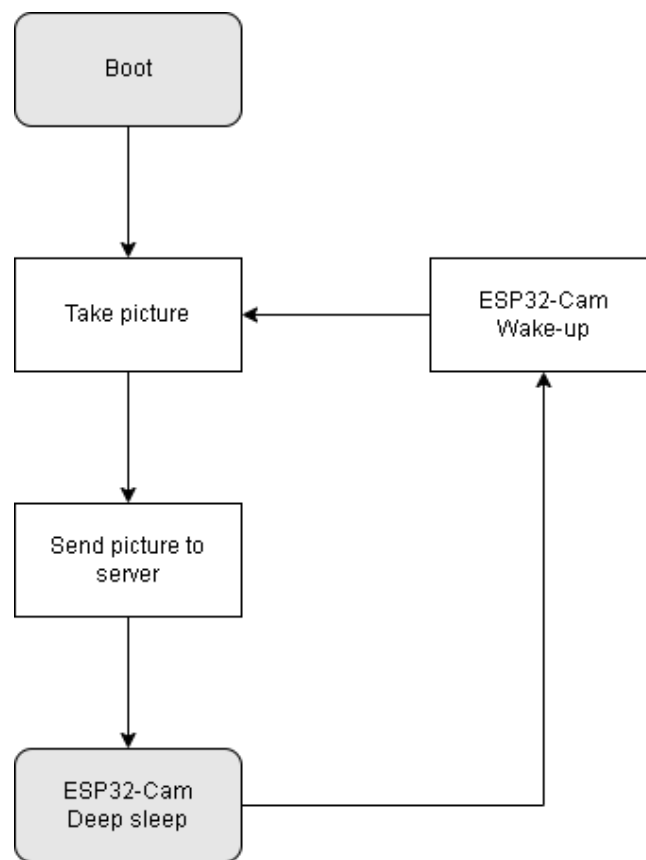 Boot
Take picture
ESP32-Cam
Wake-up
Send picture to
server
ESP32-Cam
Deep sleep